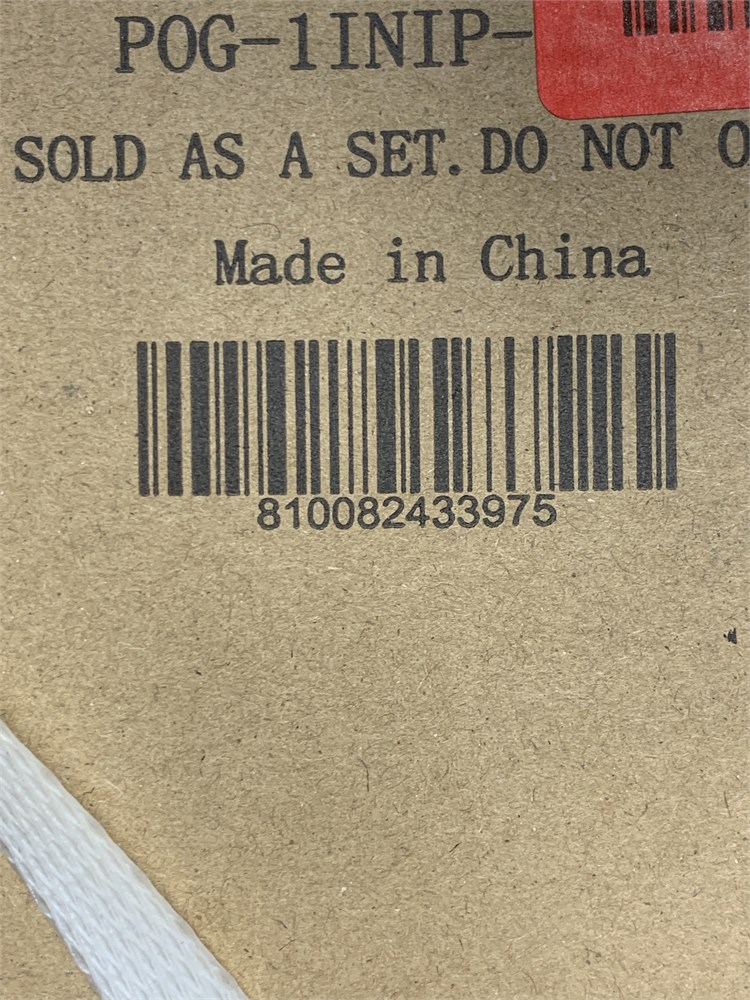 POG-1INIP-
SOLD AS A SET. DO NOT O
Made in China
810082433975